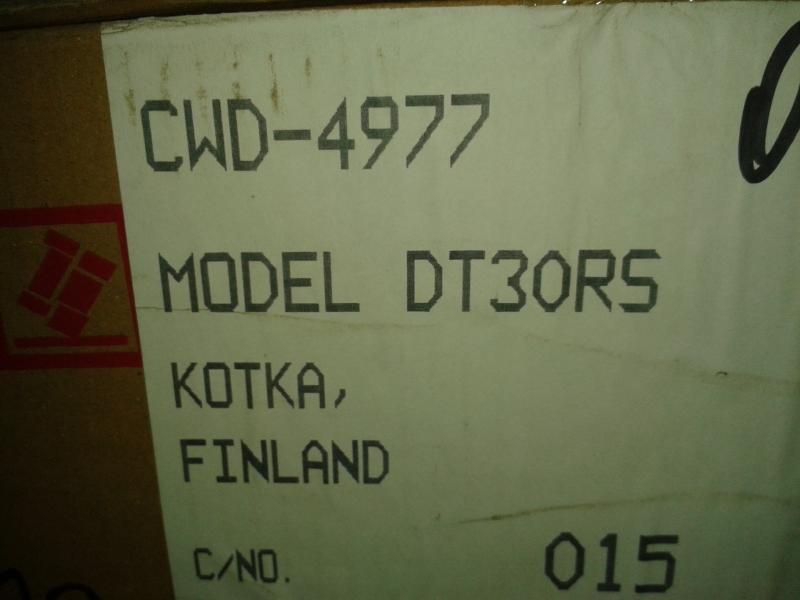 CWD-4977
MODEL DT30RS
KOTKA,
FINLAND
C/NO. 015